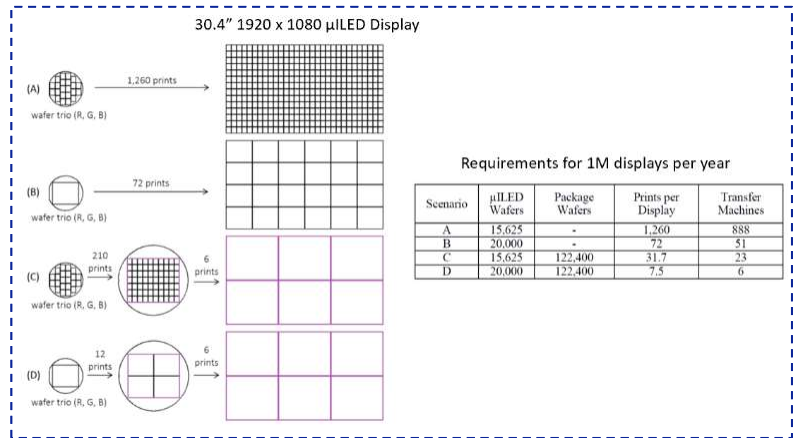 30.4" 1920 x 1080 µILED Display
(A)
1,260 prints
wafer trio (R, G, B)
(B)
72 prints
wafer trio (R, G, B)
(C)
210
prints
6
prints
wafer trio (R, G, B)
(D)
12
prints
6
prints
wafer trio (R, G, B)
Requirements for 1M displays per year
Scenario µILED Wafers Package Wafers Prints per Display Transfer Machines
A 15,625 - 1,260 888
B 20,000 - 72 51
C 15,625 122,400 31.7 23
D 20,000 122,400 7.5 6